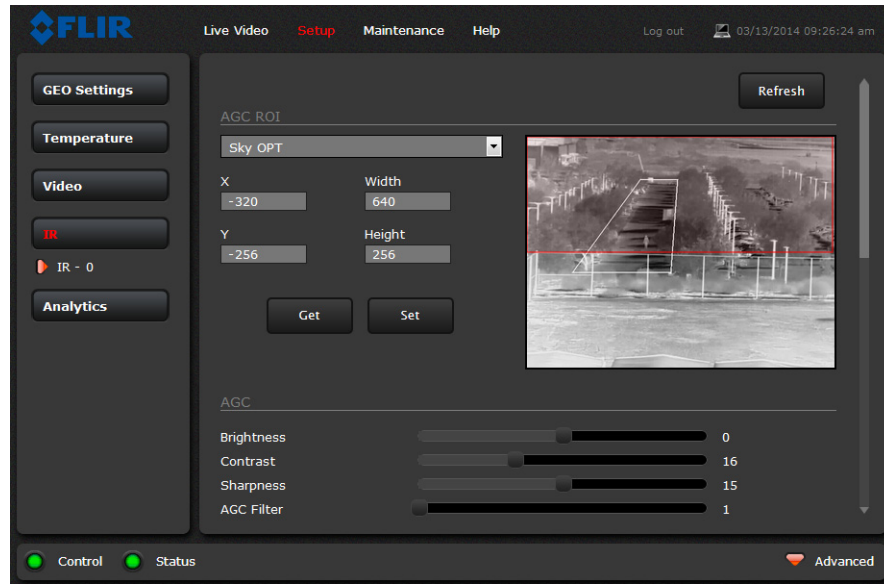 FLIR
Live Video Setup Maintenance Help Log out 03/13/2014 09:26:24 am
GEO Settings
Temperature
Video
IR
IR - 0
Analytics
Refresh
AGC ROI
Sky OPT
X Width
-320 640
Y Height
-256 256
Get Set
AGC
Brightness 0
Contrast 16
Sharpness 15
AGC Filter 1
Control Status Advanced